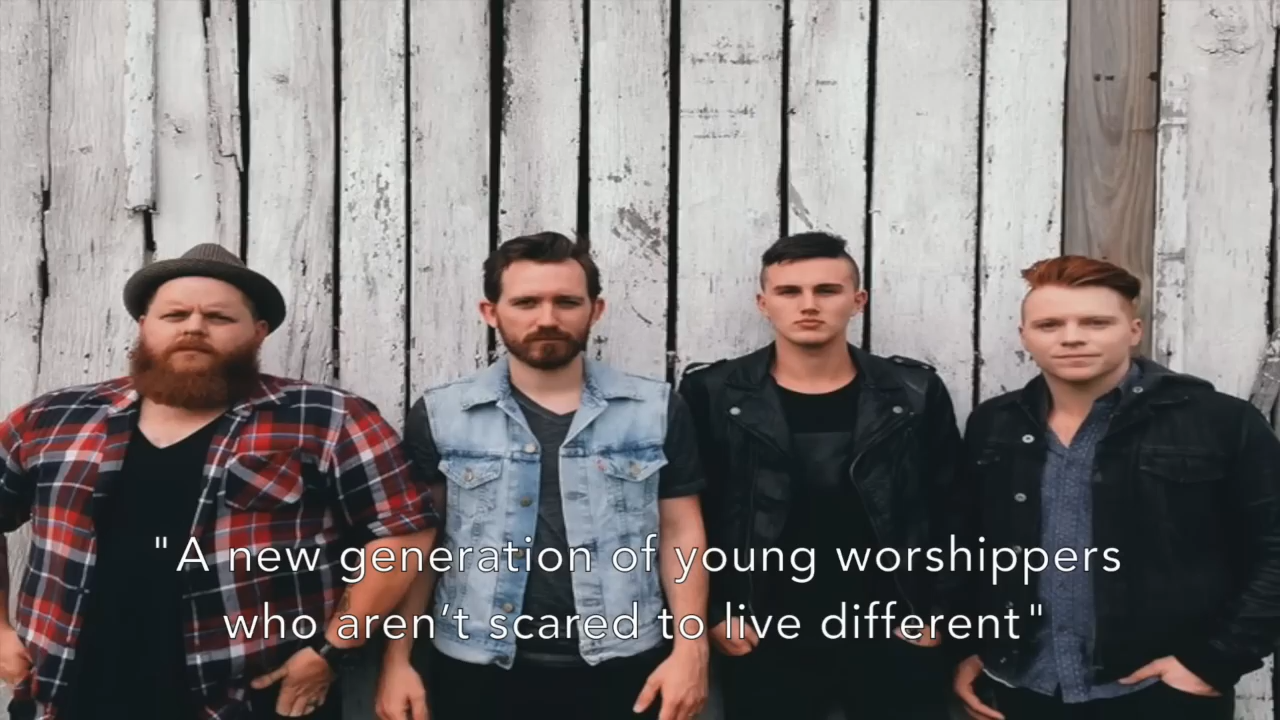 "A new generation of young worshippers
who aren’t scared to live different"